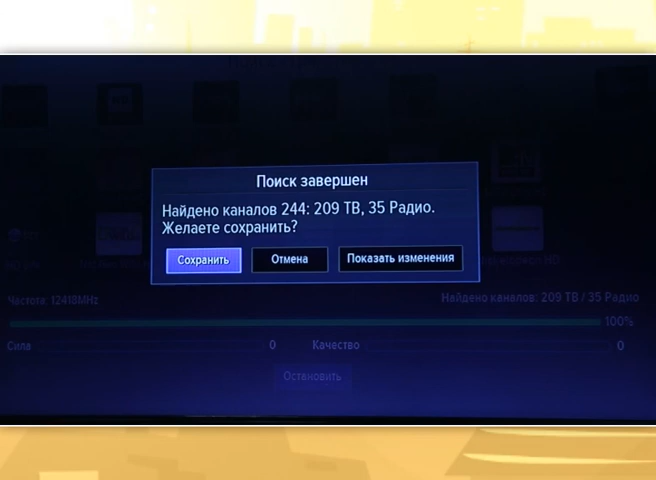 Поиск завершен
Найдено каналов 244: 209 ТВ, 35 Радио.
Желаете сохранить?
Сохранить Отмена Показать изменения
Частота: 12418MHz Найдено каналов: 209 ТВ / 35 Радио
100%
Сила 0 Качество 0
Остановить